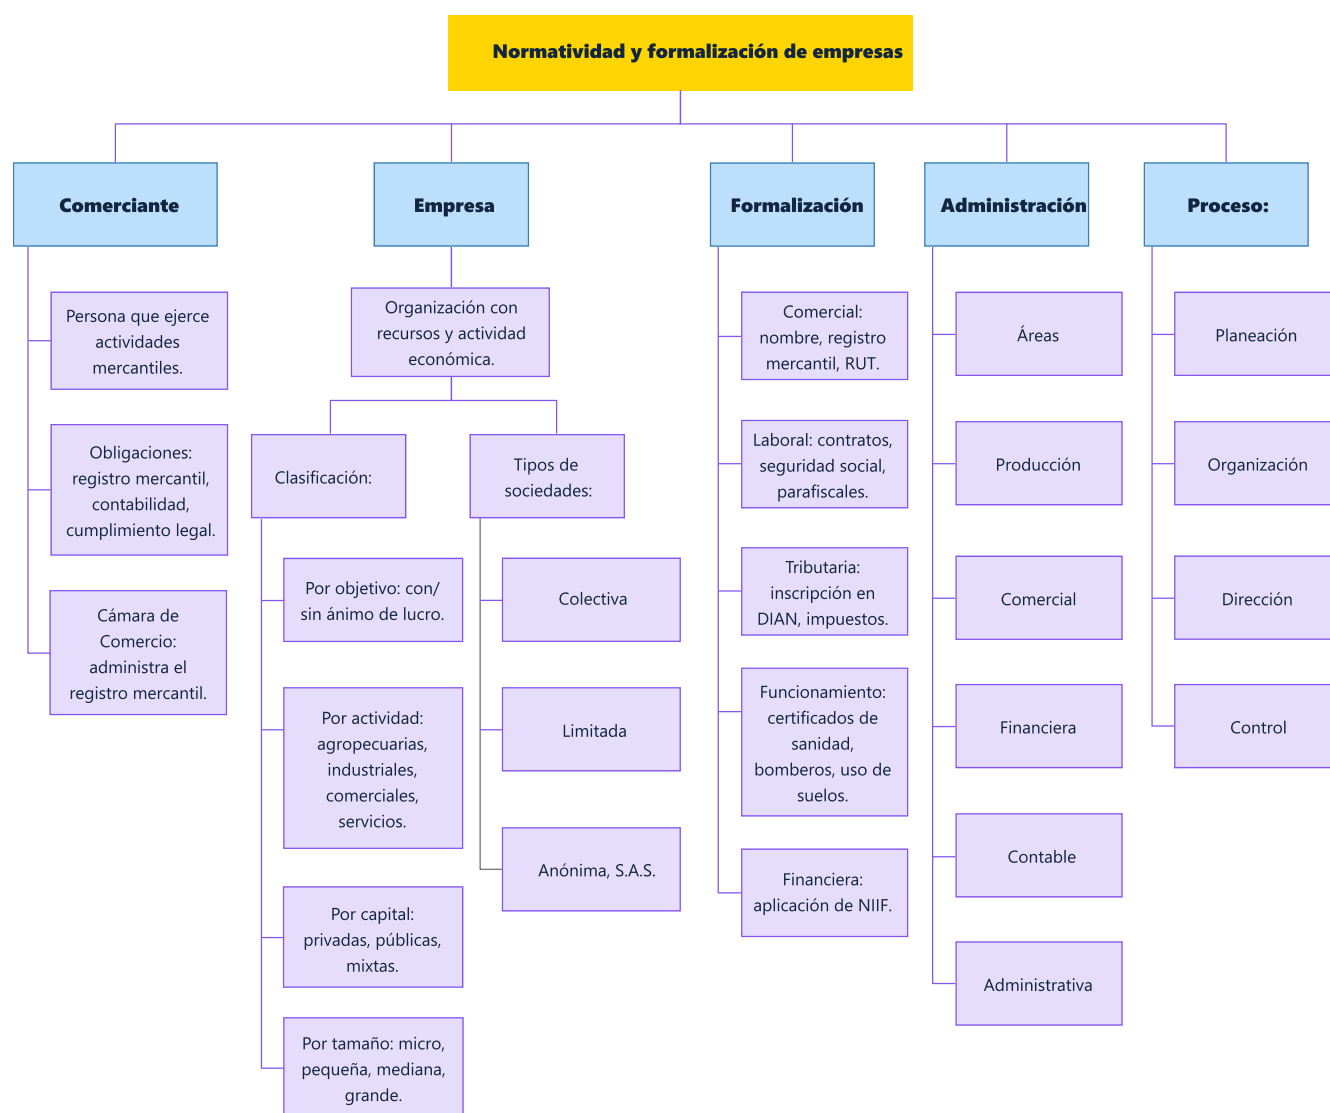 Normatividad y formalización de empresas
Comerciante
Persona que ejerce
actividades
mercantiles.
Obligaciones:
registro mercantil,
contabilidad,
cumplimiento legal.
Cámara de
Comercio:
administra el
registro mercantil.
Empresa
Organización con
recursos y actividad
económica.
Clasificación:
Por objetivo: con/
sin ánimo de lucro.
Por actividad:
agropecuarias,
industriales,
comerciales,
servicios.
Por capital:
privadas, públicas,
mixtas.
Por tamaño: micro,
pequeña, mediana,
grande.
Tipos de
sociedades:
Colectiva
Limitada
Anónima, S.A.S.
Formalización
Comercial:
nombre, registro
mercantil, RUT.
Laboral: contratos,
seguridad social,
parafiscales.
Tributaria:
inscripción en
DIAN, impuestos.
Funcionamiento:
certificados de
sanidad,
bomberos, uso de
suelos.
Financiera:
aplicación de NIIF.
Administración
Áreas
Producción
Comercial
Financiera
Contable
Administrativa
Proceso:
Planeación
Organización
Dirección
Control